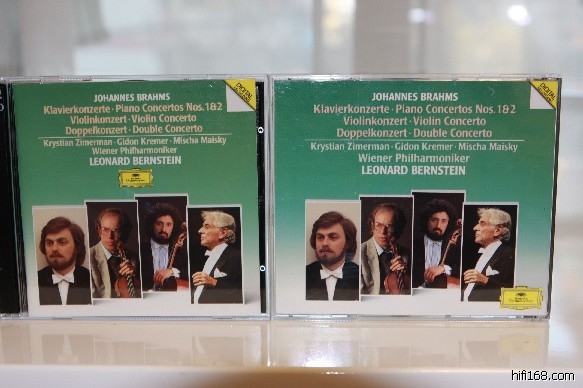 JOHANNES BRAHMS
Klavierkonzerte · Piano Concertos Nos. 1 & 2
Violinkonzert · Violin Concerto
Doppelkonzert · Double Concerto
Krystian Zimerman · Gidon Kremer · Mischa Maisky
Wiener Philharmoniker
LEONARD BERNSTEIN
JOHANNES BRAHMS
Klavierkonzerte · Piano Concertos Nos. 1 & 2
Violinkonzert · Violin Concerto
Doppelkonzert · Double Concerto
Krystian Zimerman · Gidon Kremer · Mischa Maisky
Wiener Philharmoniker
LEONARD BERNSTEIN
hifi168.com